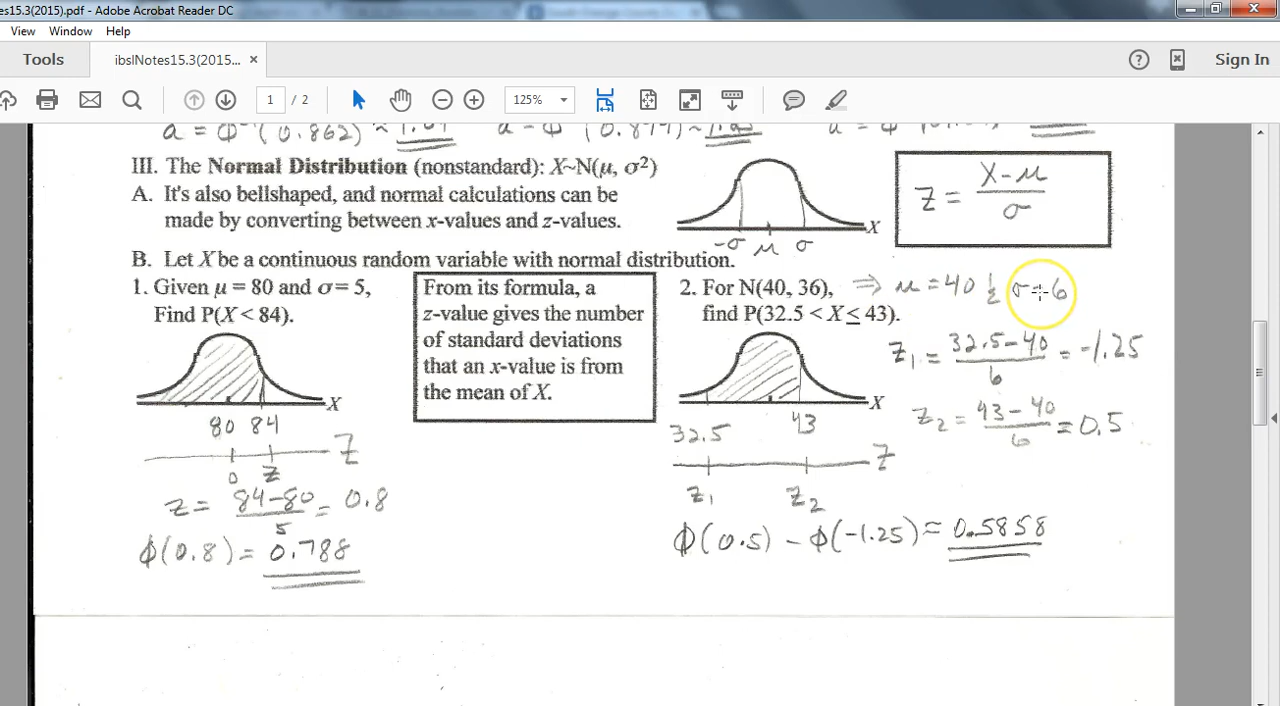 es15.3(2015).pdf - Adobe Acrobat Reader DC
View Window Help
Tools ibslNotes15.3(2015... ×
1 / 2 125% Sign In
a = Φ⁻¹(0.862) ≈
III. The Normal Distribution (nonstandard): X~N(μ, σ²)
A. It's also bellshaped, and normal calculations can be
made by converting between x-values and z-values.
-σ μ σ X
Z = (X-μ)/σ
B. Let X be a continuous random variable with normal distribution.
1. Given μ = 80 and σ = 5,
Find P(X < 84).
80 84 X
0 z Z
z = (84-80)/5 = 0.8
Φ(0.8) = 0.788
From its formula, a
z-value gives the number
of standard deviations
that an x-value is from
the mean of X.
2. For N(40, 36), ⇒ μ = 40 & σ = 6
find P(32.5 < X ≤ 43).
32.5 43 X
z₁ z₂ Z
z₁ = (32.5-40)/6 = -1.25
z₂ = (43-40)/6 = 0.5
Φ(0.5) - Φ(-1.25) ≈ 0.5858